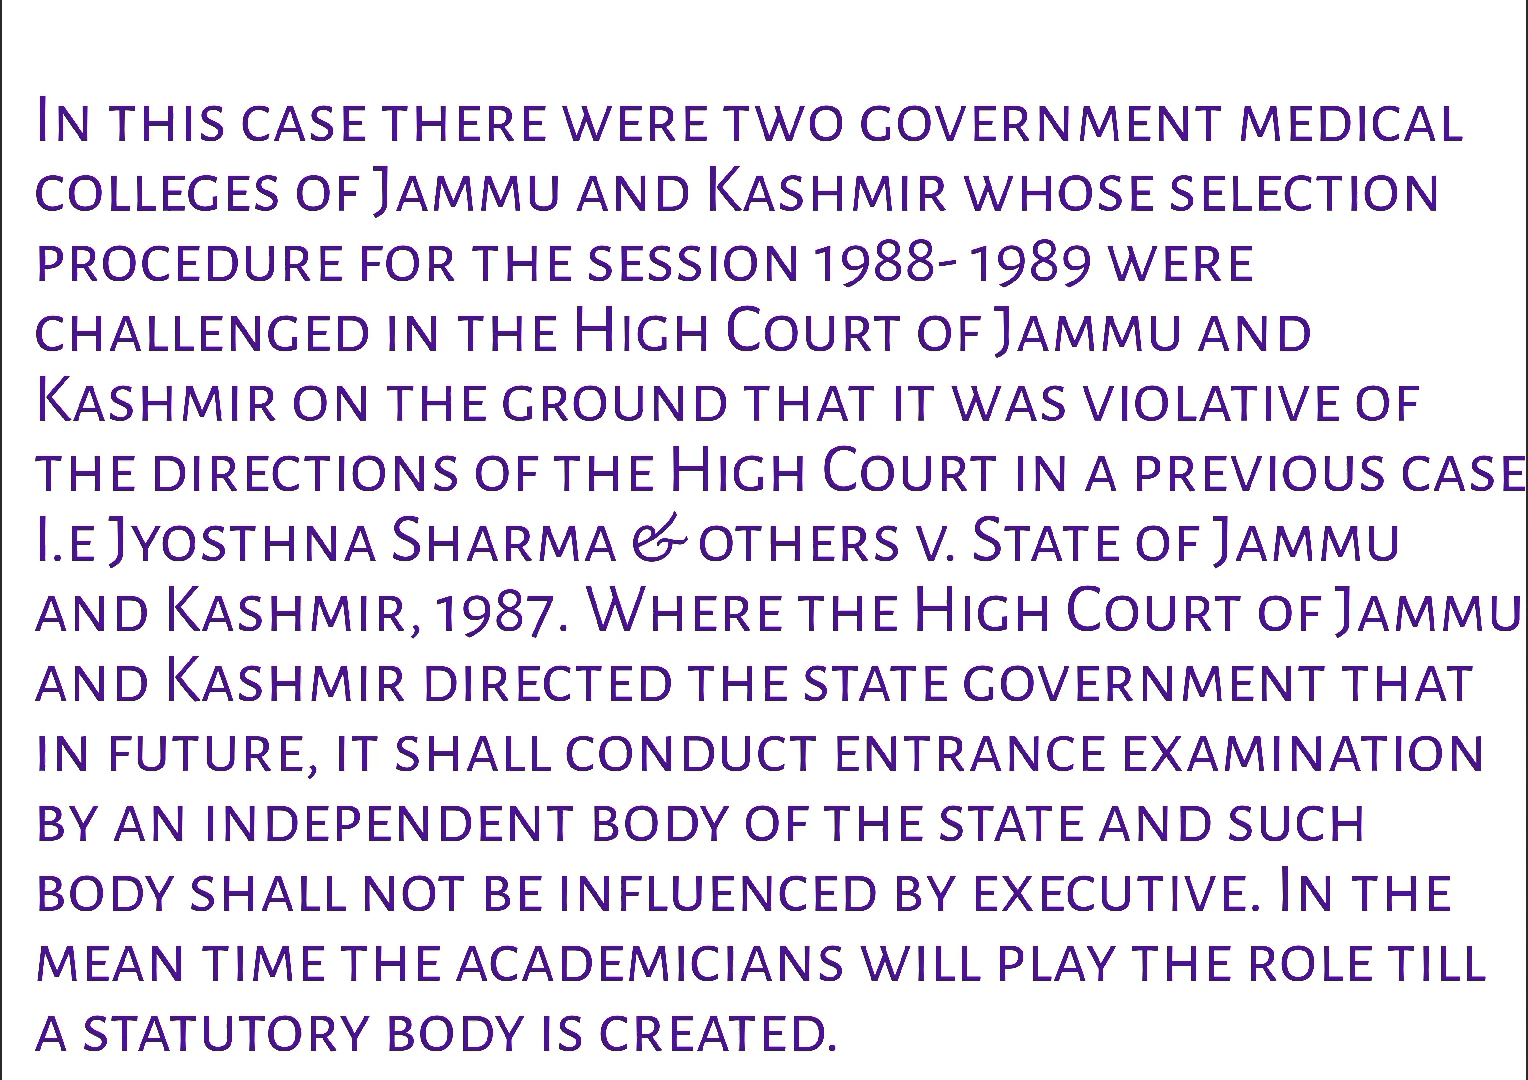 In this case there were two government medical
colleges of Jammu and Kashmir whose selection
procedure for the session 1988-1989 were
challenged in the High Court of Jammu and
Kashmir on the ground that it was violative of
the directions of the High Court in a previous case
I.e Jyosthna Sharma & others v. State of Jammu
and Kashmir, 1987. Where the High Court of Jammu
and Kashmir directed the state government that
in future, it shall conduct entrance examination
by an independent body of the state and such
body shall not be influenced by executive. In the
mean time the academicians will play the role till
a statutory body is created.